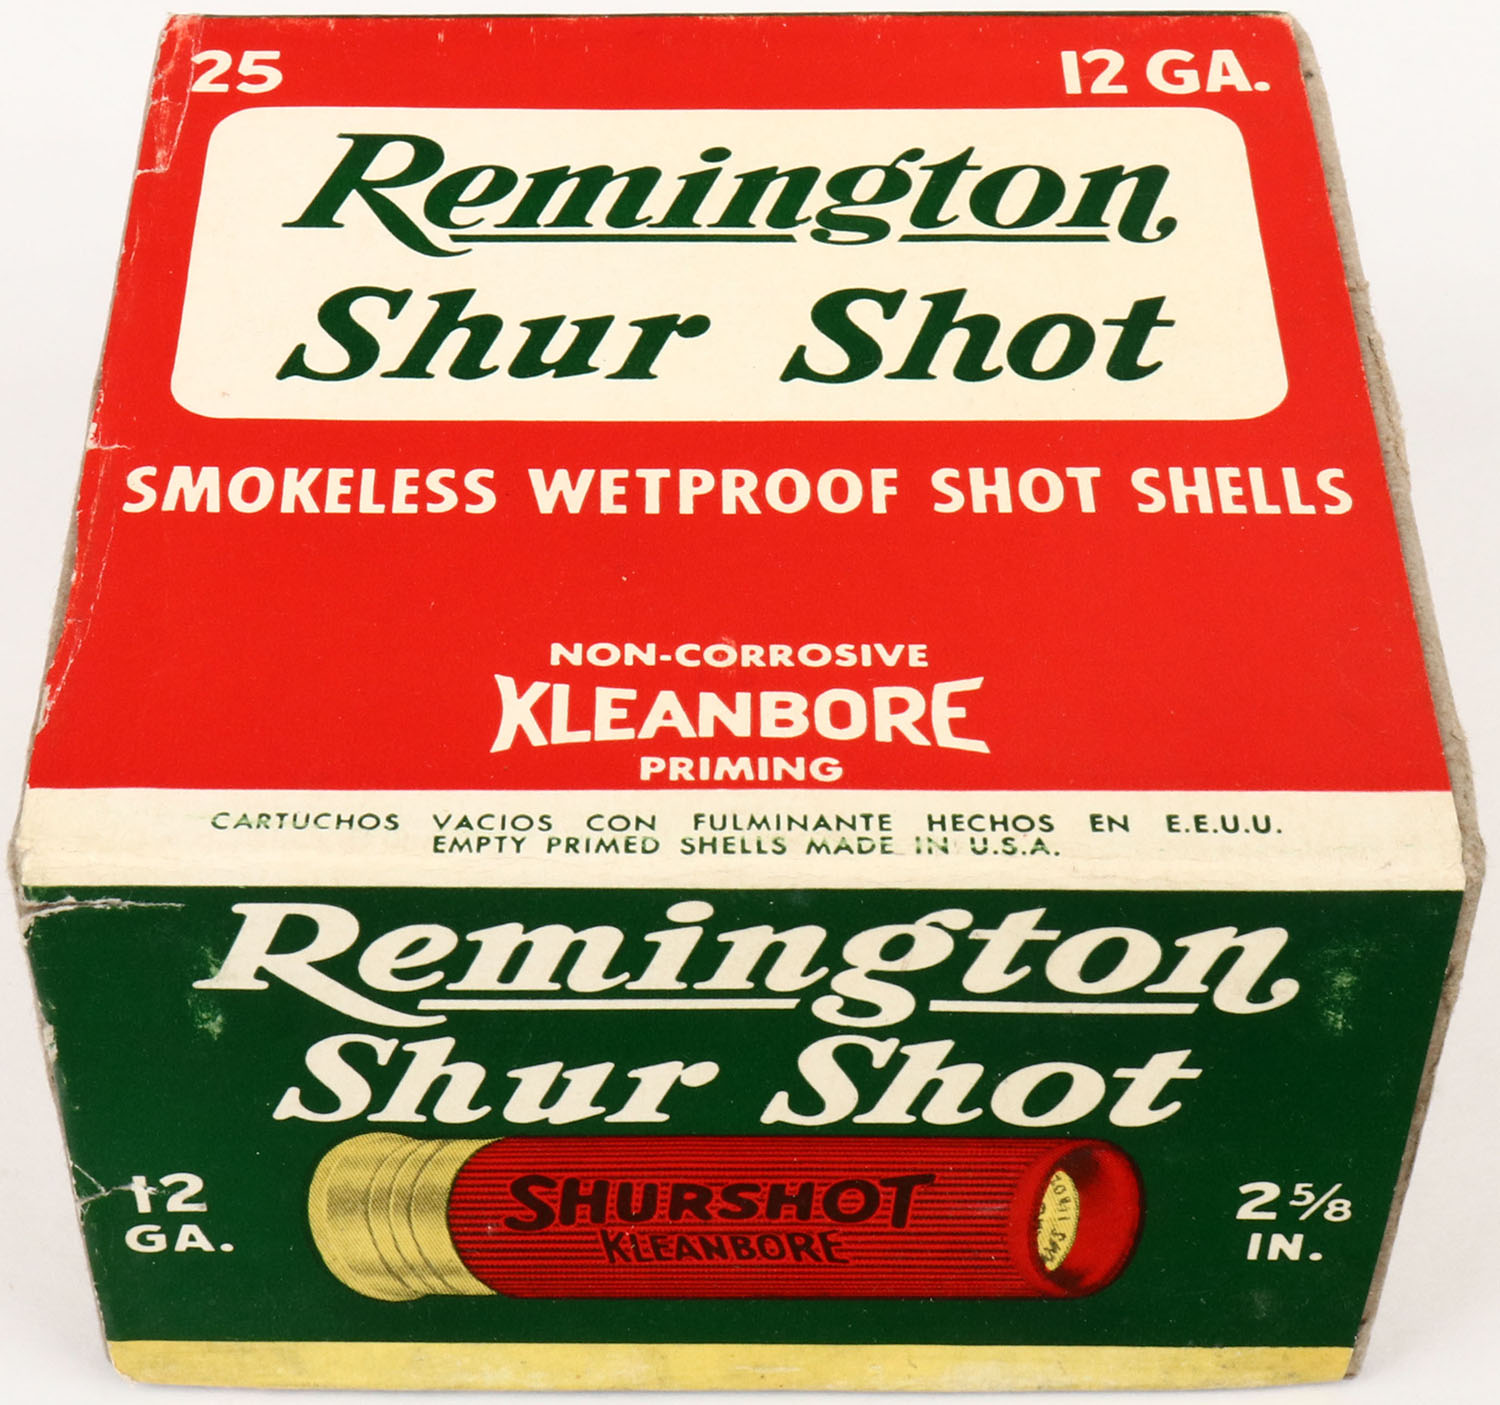 25 12 GA.
Remington
Shur Shot
SMOKELESS WETPROOF SHOT SHELLS
NON-CORROSIVE
KLEANBORE
PRIMING
CARTUCHOS VACIOS CON FULMINANTE HECHOS EN E.E.U.U.
EMPTY PRIMED SHELLS MADE IN U.S.A.
Remington
Shur Shot
12
GA.
SHURSHOT
KLEANBORE
2 5/8
IN.